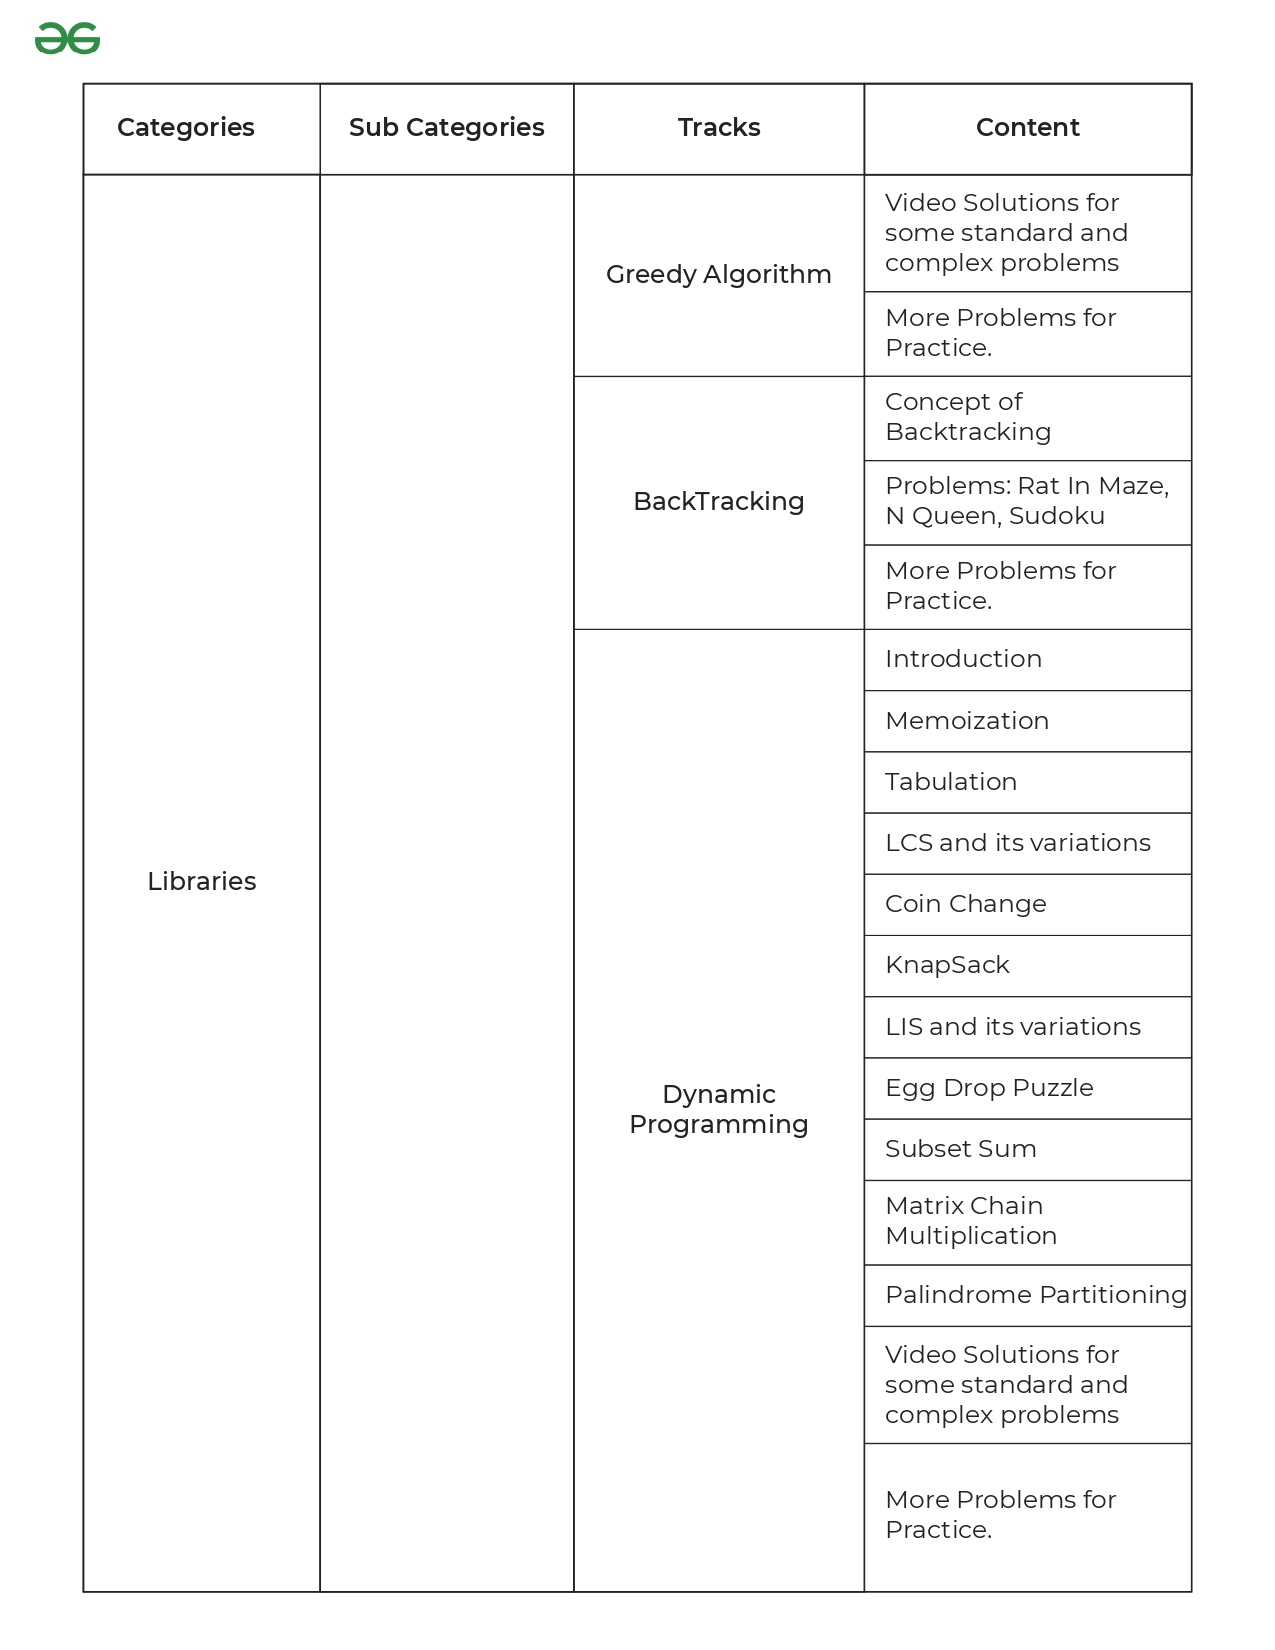 Categories
Sub Categories
Tracks
Content
Libraries
Greedy Algorithm
Video Solutions for
some standard and
complex problems
More Problems for
Practice.
BackTracking
Concept of
Backtracking
Problems: Rat In Maze,
N Queen, Sudoku
More Problems for
Practice.
Dynamic
Programming
Introduction
Memoization
Tabulation
LCS and its variations
Coin Change
KnapSack
LIS and its variations
Egg Drop Puzzle
Subset Sum
Matrix Chain
Multiplication
Palindrome Partitioning
Video Solutions for
some standard and
complex problems
More Problems for
Practice.